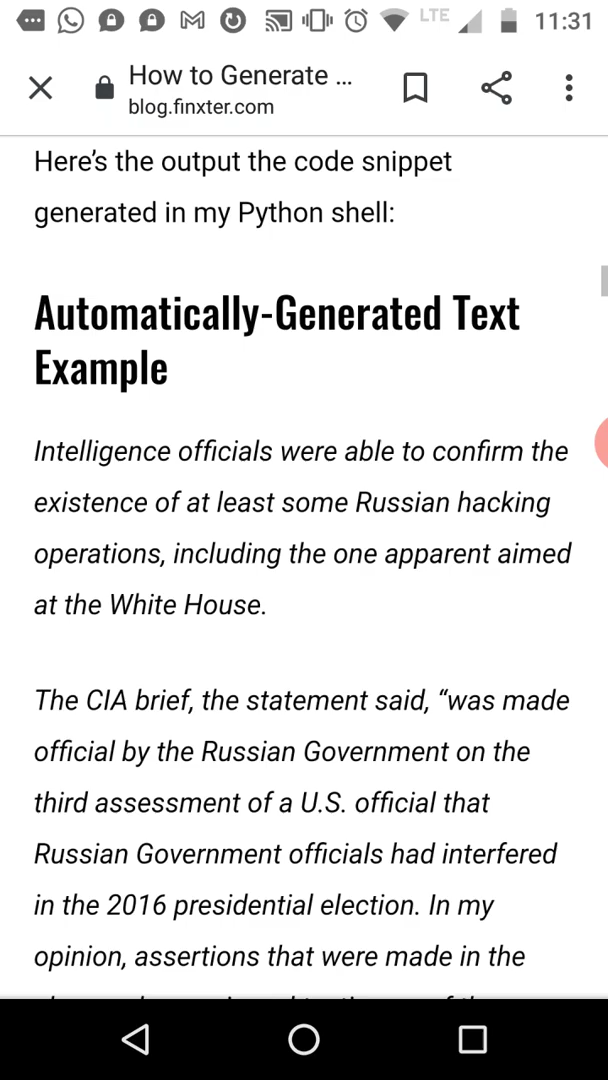 LTE 11:31
How to Generate ...
blog.finxter.com
Here's the output the code snippet
generated in my Python shell:
Automatically-Generated Text
Example
Intelligence officials were able to confirm the
existence of at least some Russian hacking
operations, including the one apparent aimed
at the White House.
The CIA brief, the statement said, “was made
official by the Russian Government on the
third assessment of a U.S. official that
Russian Government officials had interfered
in the 2016 presidential election. In my
opinion, assertions that were made in the